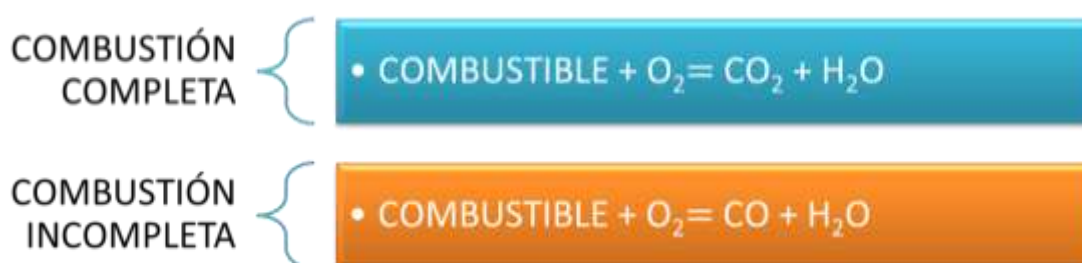 COMBUSTIÓN
COMPLETA
• COMBUSTIBLE + O₂= CO₂ + H₂O
COMBUSTIÓN
INCOMPLETA
• COMBUSTIBLE + O₂= CO + H₂O